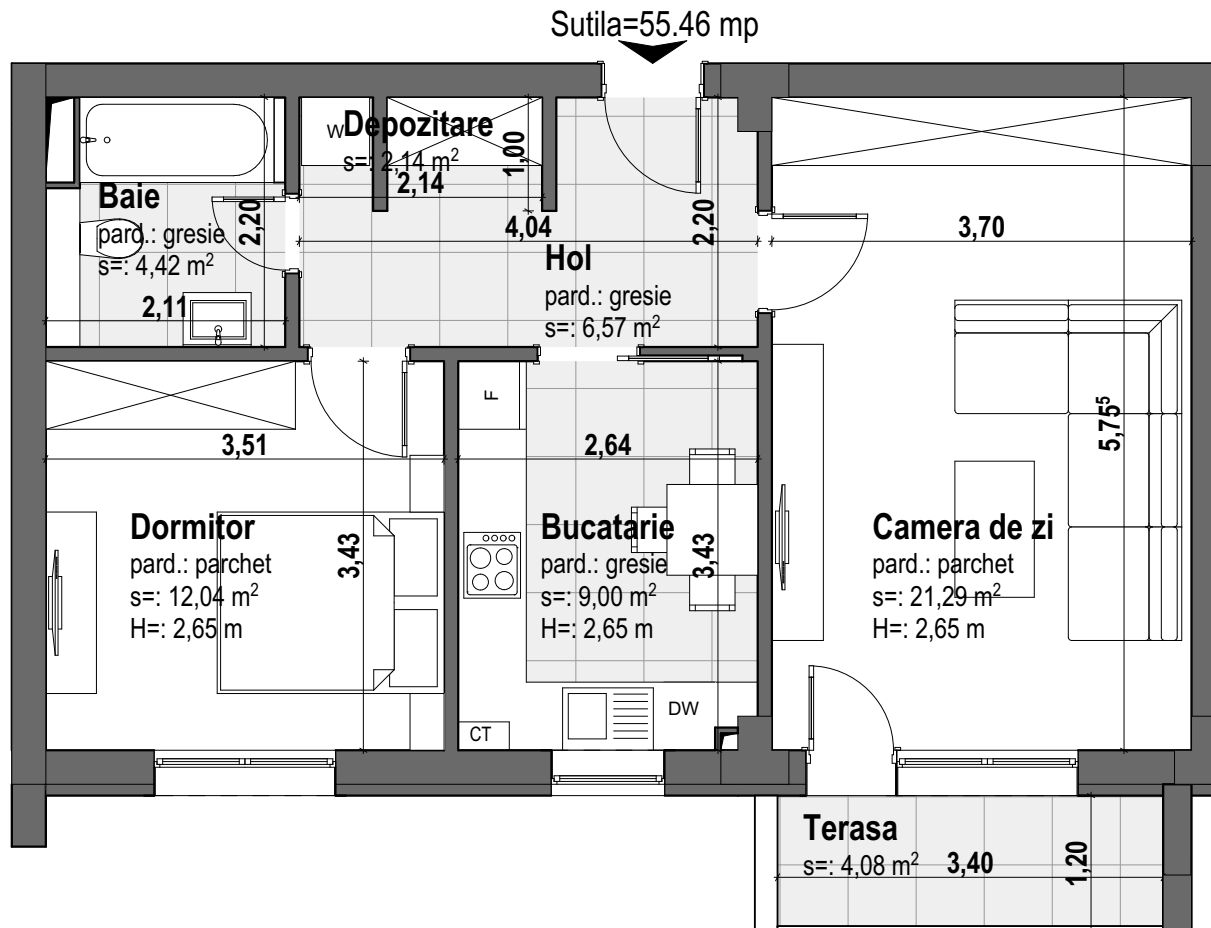 Sutila=55.46 mp
W
Depozitare
s=: 2,14 m²
2,14
1,00
Baie
pard.: gresie
s=: 4,42 m²
2,11
2,20
4,04
2,20
Hol
pard.: gresie
s=: 6,57 m²
3,70
5,75⁵
3,51
F
2,64
Dormitor
pard.: parchet
s=: 12,04 m²
H=: 2,65 m
3,43
Bucatarie
pard.: gresie
s=: 9,00 m²
H=: 2,65 m
3,43
Camera de zi
pard.: parchet
s=: 21,29 m²
H=: 2,65 m
CT
DW
Terasa
s=: 4,08 m²
3,40
1,20